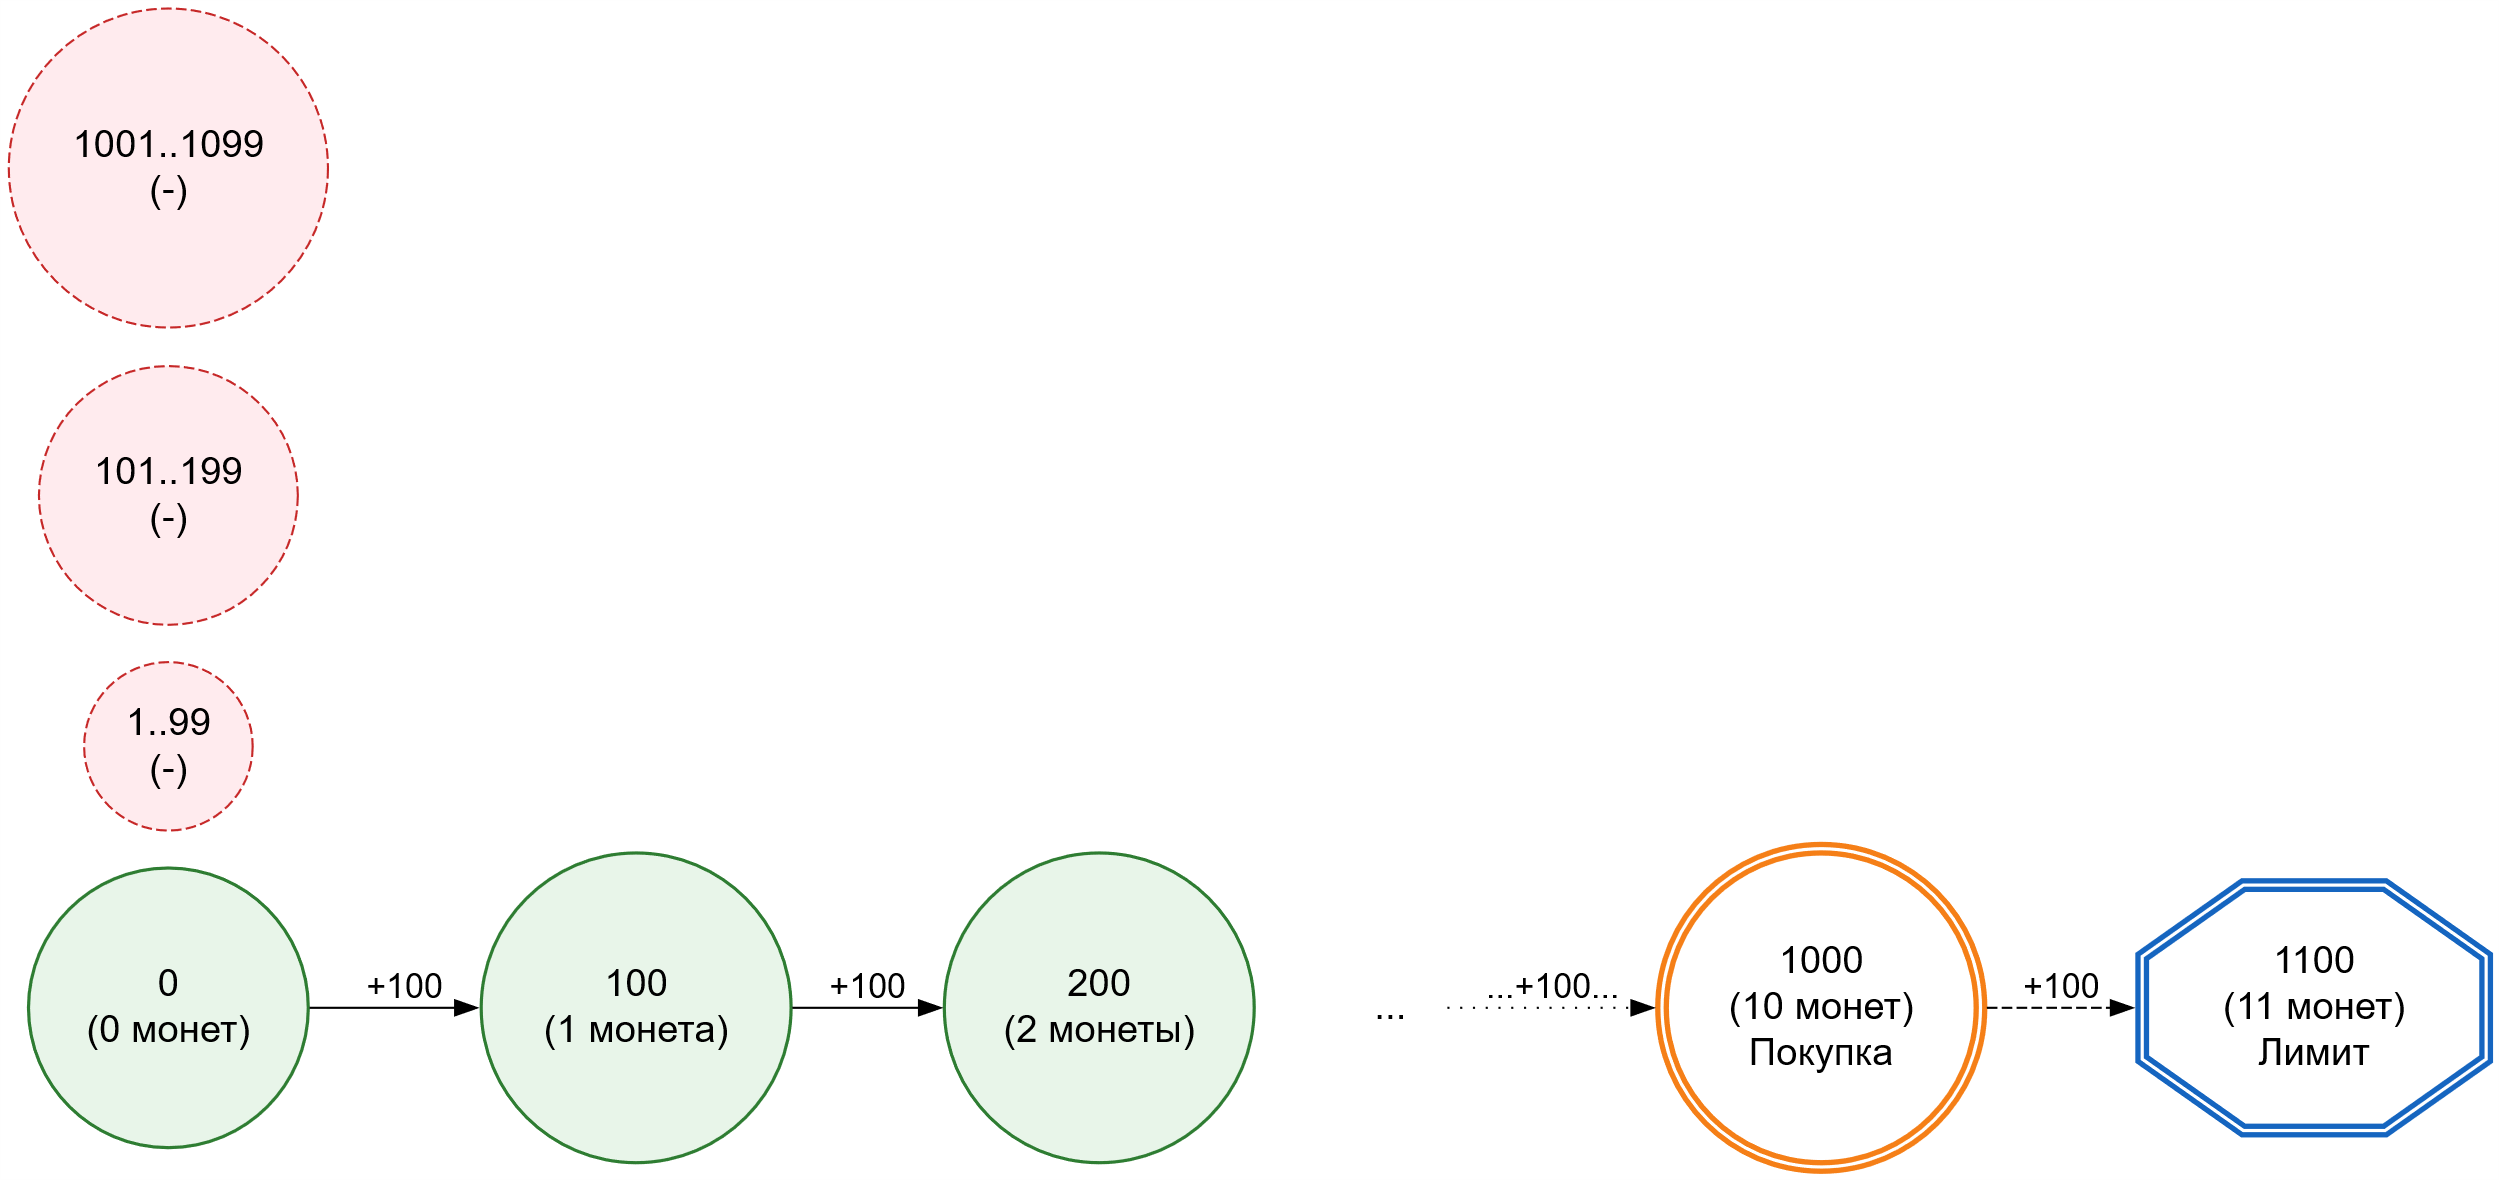 1001..1099
(-)
101..199
(-)
1..99
(-)
0
(0 монет)
+100
100
(1 монета)
+100
200
(2 монеты)
...
...+100...
1000
(10 монет)
Покупка
+100
1100
(11 монет)
Лимит